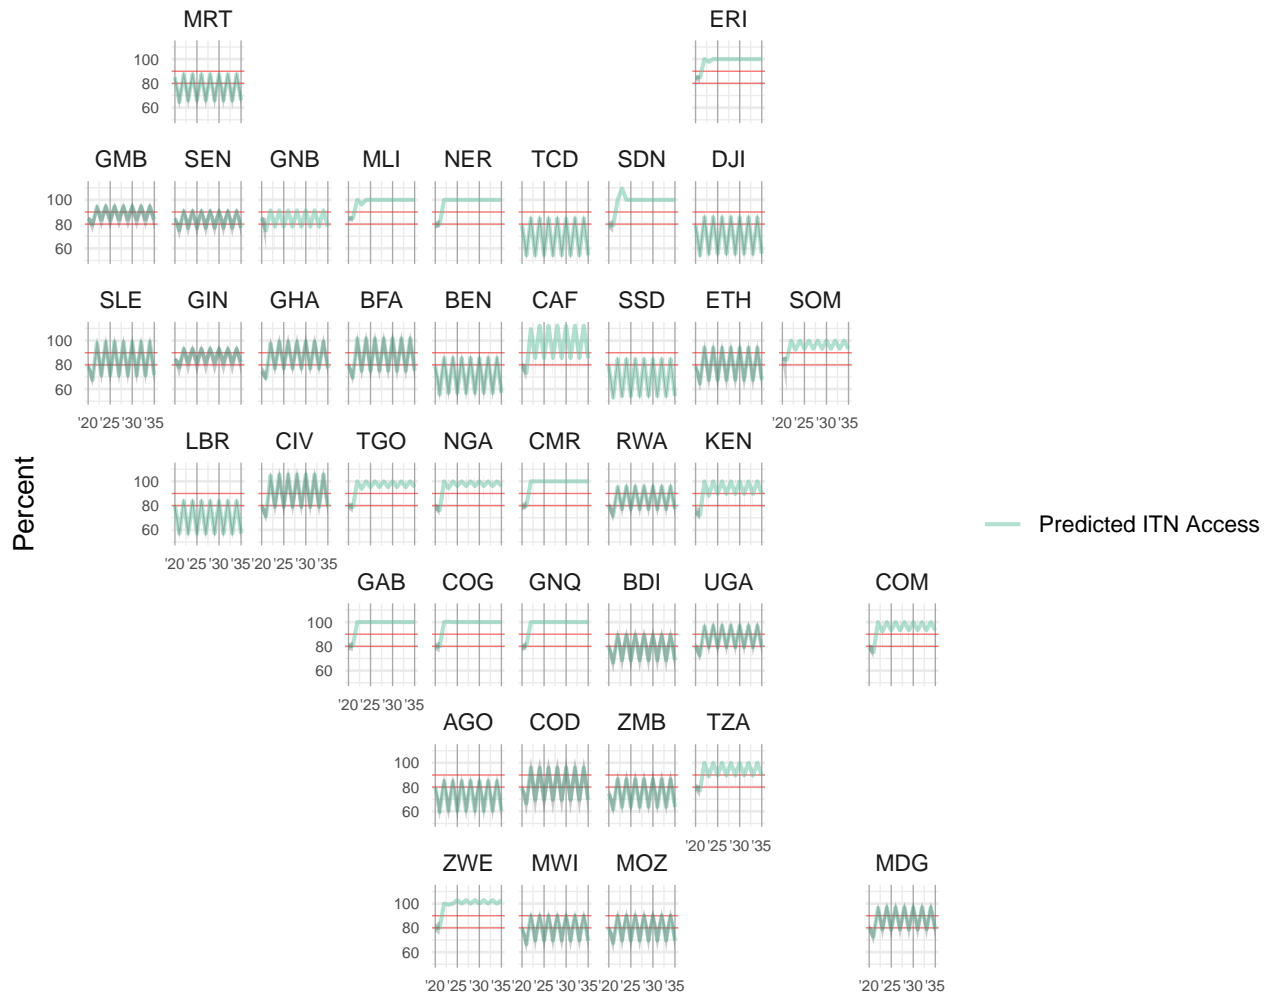 MRT ERI
100
80
60
GMB SEN GNB MLI NER TCD SDN DJI
100
80
60
SLE GIN GHA BFA BEN CAF SSD ETH SOM
100
80
60
'20 '25 '30 '35 '20 '25 '30 '35
LBR CIV TGO NGA CMR RWA KEN
100
80
60
'20 '25 '30 '35 '20 '25 '30 '35
Percent
Predicted ITN Access
GAB COG GNQ BDI UGA COM
100
80
60
'20 '25 '30 '35
AGO COD ZMB TZA
100
80
60
'20 '25 '30 '35
ZWE MWI MOZ MDG
100
80
60
'20 '25 '30 '35 '20 '25 '30 '35 '20 '25 '30 '35 '20 '25 '30 '35